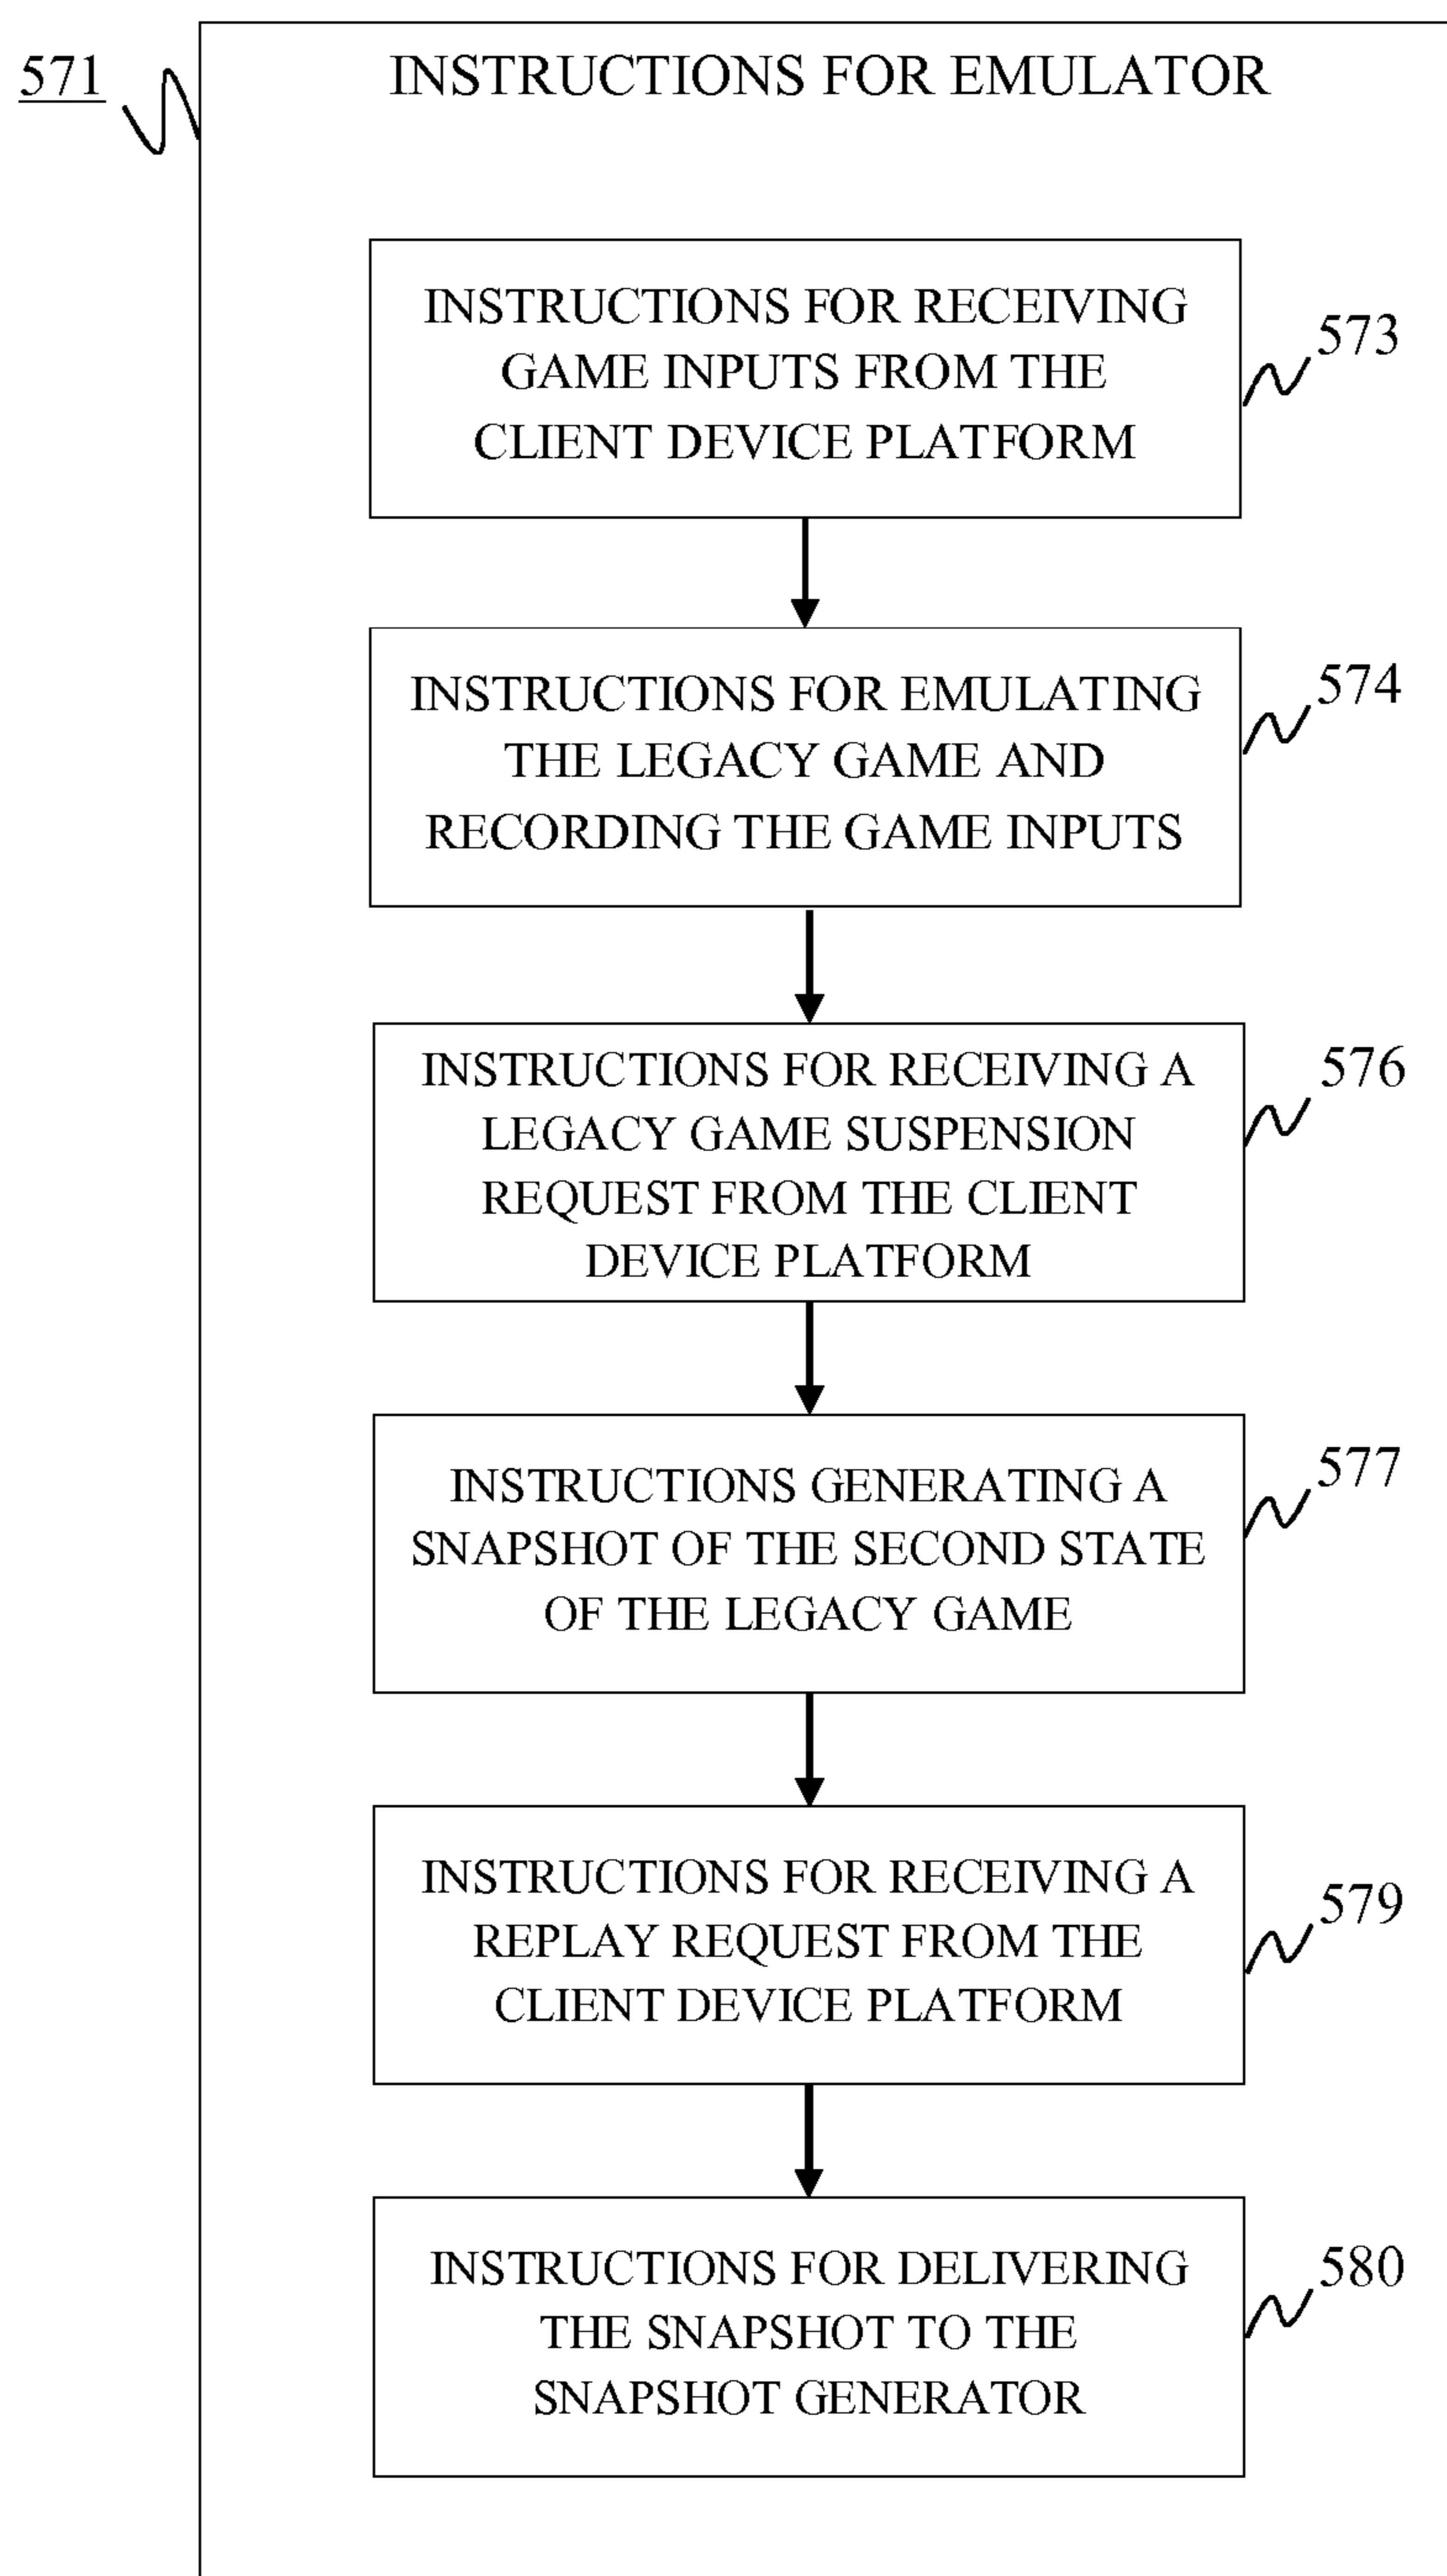 571
INSTRUCTIONS FOR EMULATOR
INSTRUCTIONS FOR RECEIVING
GAME INPUTS FROM THE
CLIENT DEVICE PLATFORM
573
INSTRUCTIONS FOR EMULATING
THE LEGACY GAME AND
RECORDING THE GAME INPUTS
574
INSTRUCTIONS FOR RECEIVING A
LEGACY GAME SUSPENSION
REQUEST FROM THE CLIENT
DEVICE PLATFORM
576
INSTRUCTIONS GENERATING A
SNAPSHOT OF THE SECOND STATE
OF THE LEGACY GAME
577
INSTRUCTIONS FOR RECEIVING A
REPLAY REQUEST FROM THE
CLIENT DEVICE PLATFORM
579
INSTRUCTIONS FOR DELIVERING
THE SNAPSHOT TO THE
SNAPSHOT GENERATOR
580